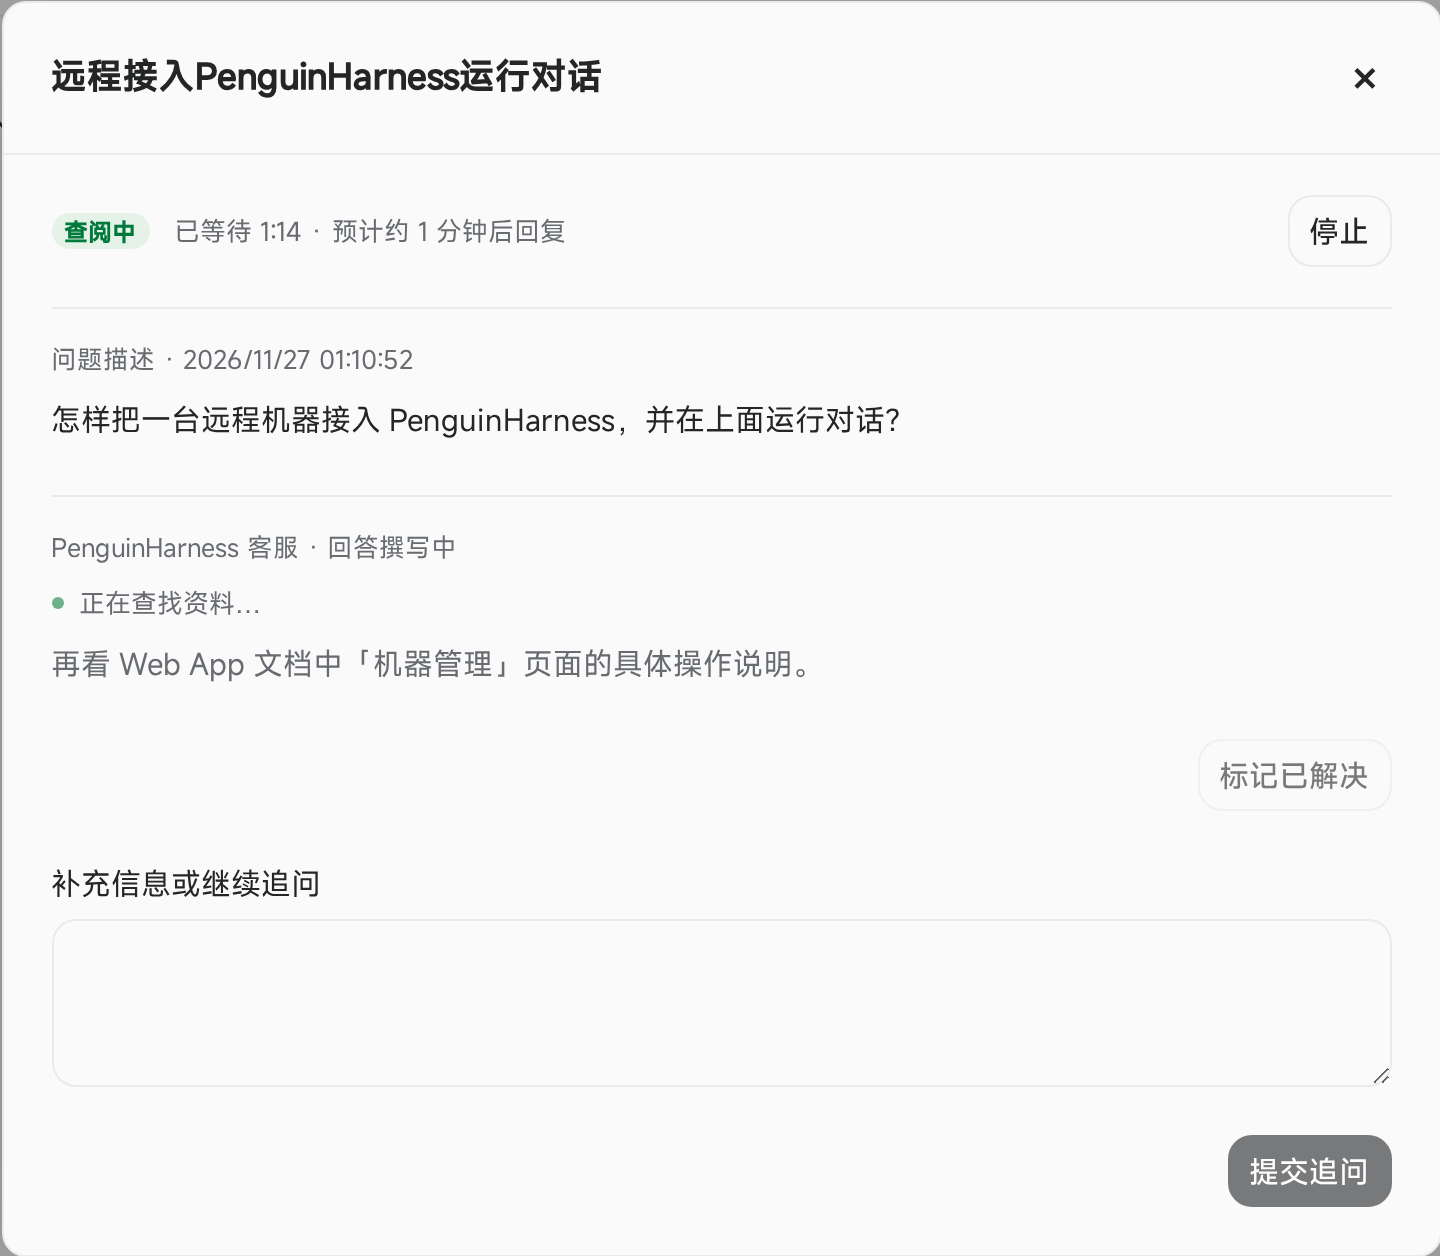 远程接入PenguinHarness运行对话
查阅中 已等待 1:14 · 预计约 1 分钟后回复
停止
问题描述 · 2026/11/27 01:10:52
怎样把一台远程机器接入 PenguinHarness，并在上面运行对话？
PenguinHarness 客服 · 回答撰写中
正在查找资料…
再看 Web App 文档中「机器管理」页面的具体操作说明。
标记已解决
补充信息或继续追问
提交追问